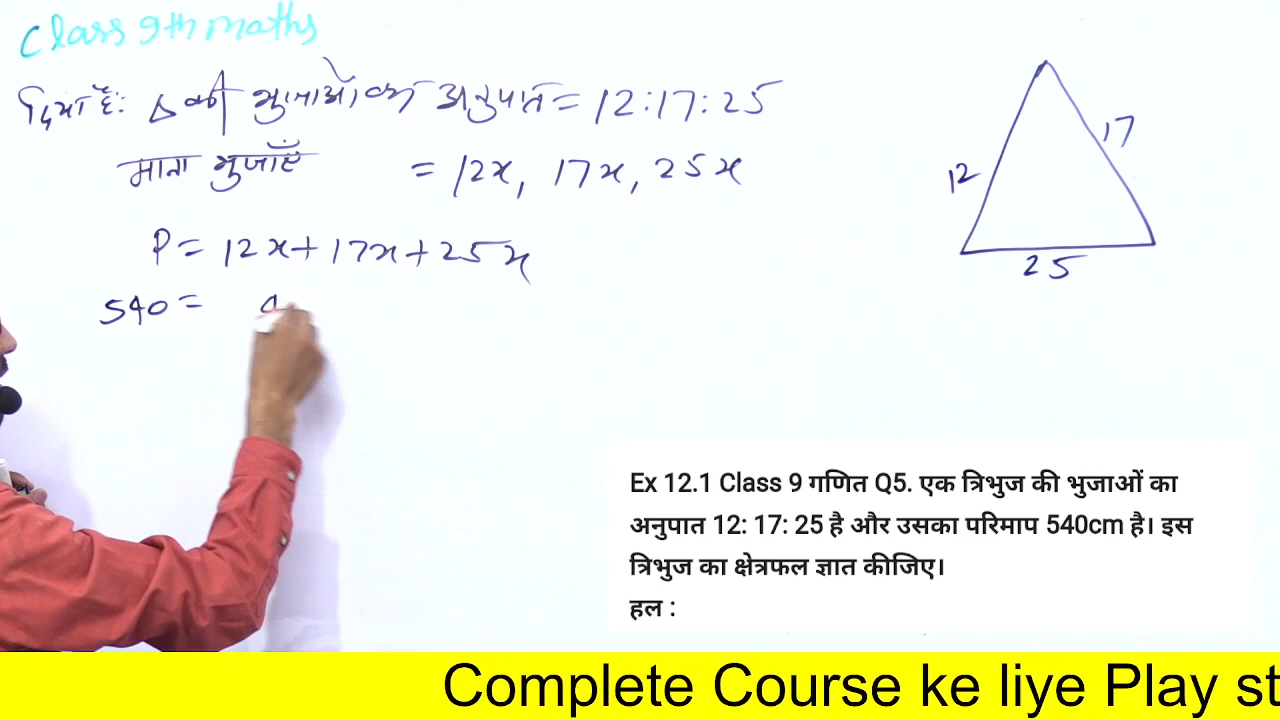 Class 9th maths
दिया है: Δ की भुजाओं का अनुपात = 12:17:25
माना भुजाएँ = 12x, 17x, 25x
P = 12x + 17x + 25x
540 =
12
17
25
Ex 12.1 Class 9 गणित Q5. एक त्रिभुज की भुजाओं का
अनुपात 12: 17: 25 है और उसका परिमाप 540cm है। इस
त्रिभुज का क्षेत्रफल ज्ञात कीजिए।
हल :
Complete Course ke liye Play st